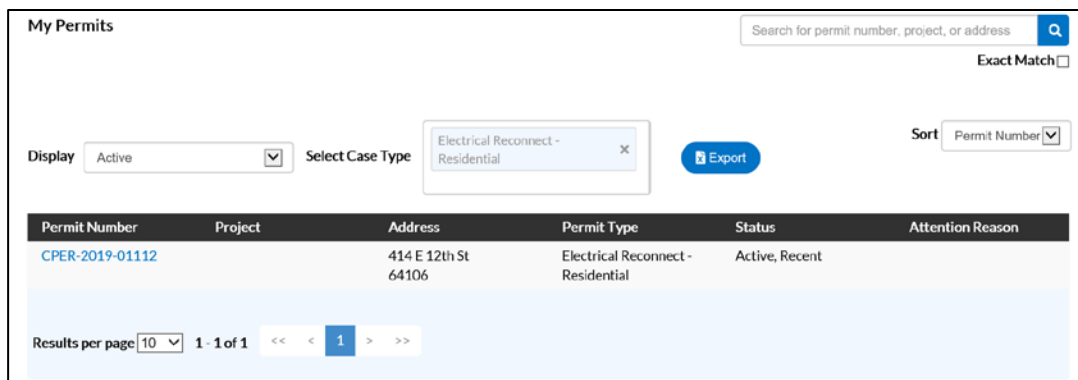 My Permits
Search for permit number, project, or address
Exact Match
Display Active Select Case Type Electrical Reconnect - Residential × Export Sort Permit Number
Permit Number Project Address Permit Type Status Attention Reason
CPER-2019-01112 414 E 12th St Electrical Reconnect - Active, Recent
64106 Residential
Results per page 10 1 - 1 of 1 << < 1 > >>